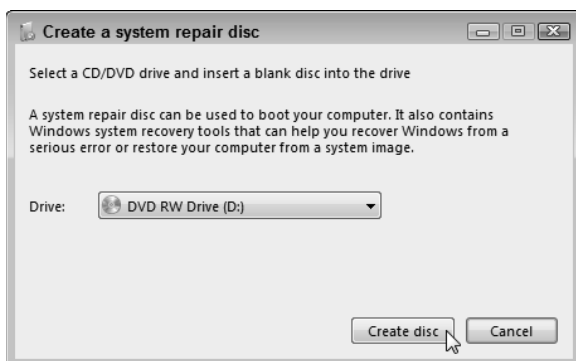 Create a system repair disc
Select a CD/DVD drive and insert a blank disc into the drive
A system repair disc can be used to boot your computer. It also contains
Windows system recovery tools that can help you recover Windows from a
serious error or restore your computer from a system image.
Drive: DVD RW Drive (D:)
Create disc Cancel